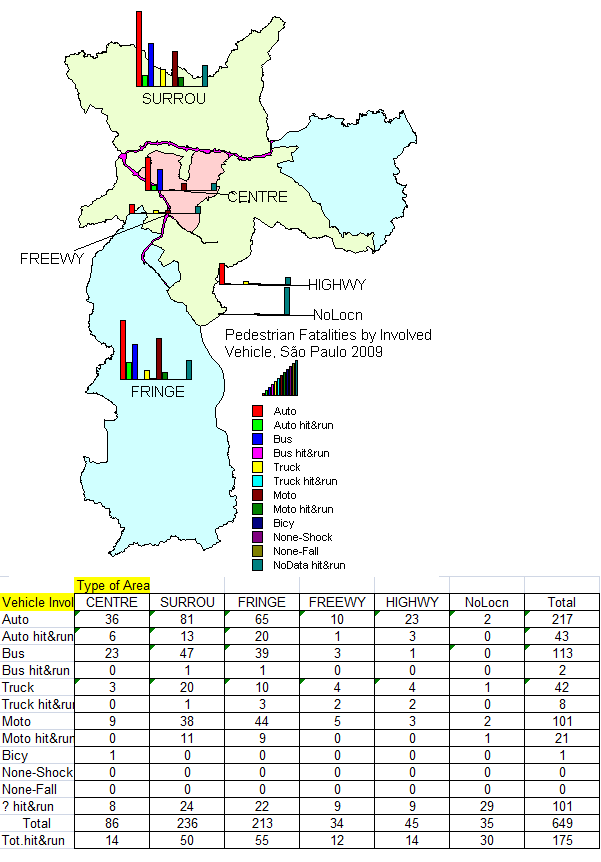 SURROU
CENTRE
FREEWY
HIGHWY
NoLocn
Pedestrian Fatalities by Involved
Vehicle, São Paulo 2009
FRINGE
Auto
Auto hit&run
Bus
Bus hit&run
Truck
Truck hit&run
Moto
Moto hit&run
Bicy
None-Shock
None-Fall
NoData hit&run
Type of Area
Vehicle Invol CENTRE SURROU FRINGE FREEWY HIGHWY NoLocn Total
Auto 36 81 65 10 23 2 217
Auto hit&run 6 13 20 1 3 0 43
Bus 23 47 39 3 1 0 113
Bus hit&run 0 1 1 0 0 0 2
Truck 3 20 10 4 4 1 42
Truck hit&run 0 1 3 2 2 0 8
Moto 9 38 44 5 3 2 101
Moto hit&run 0 11 9 0 0 1 21
Bicy 1 0 0 0 0 0 1
None-Shock 0 0 0 0 0 0 0
None-Fall 0 0 0 0 0 0 0
? hit&run 8 24 22 9 9 29 101
Total 86 236 213 34 45 35 649
Tot.hit&run 14 50 55 12 14 30 175